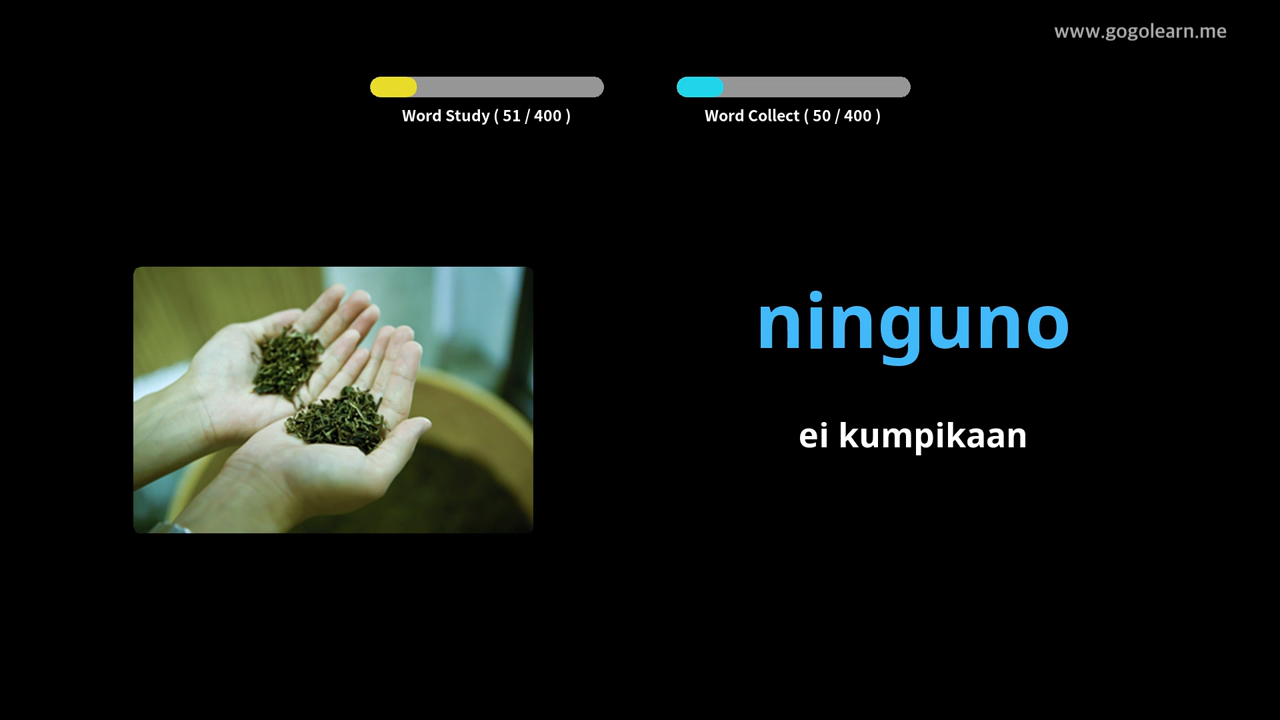 www.gogolearn.me
Word Study ( 51 / 400 )
Word Collect ( 50 / 400 )
ninguno
ei kumpikaan